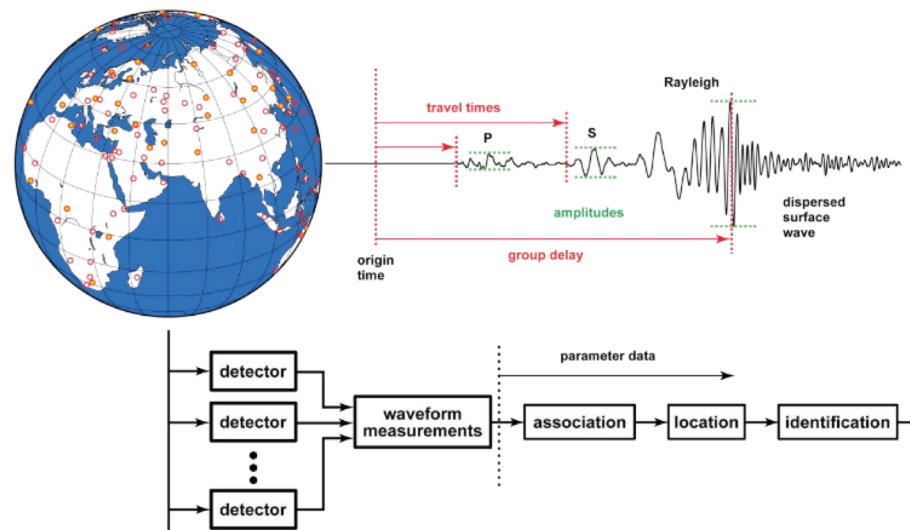 Rayleigh
travel times
P
S
amplitudes
dispersed
surface
wave
origin
time
group delay
parameter data
detector
detector
detector
waveform
measurements
association
location
identification